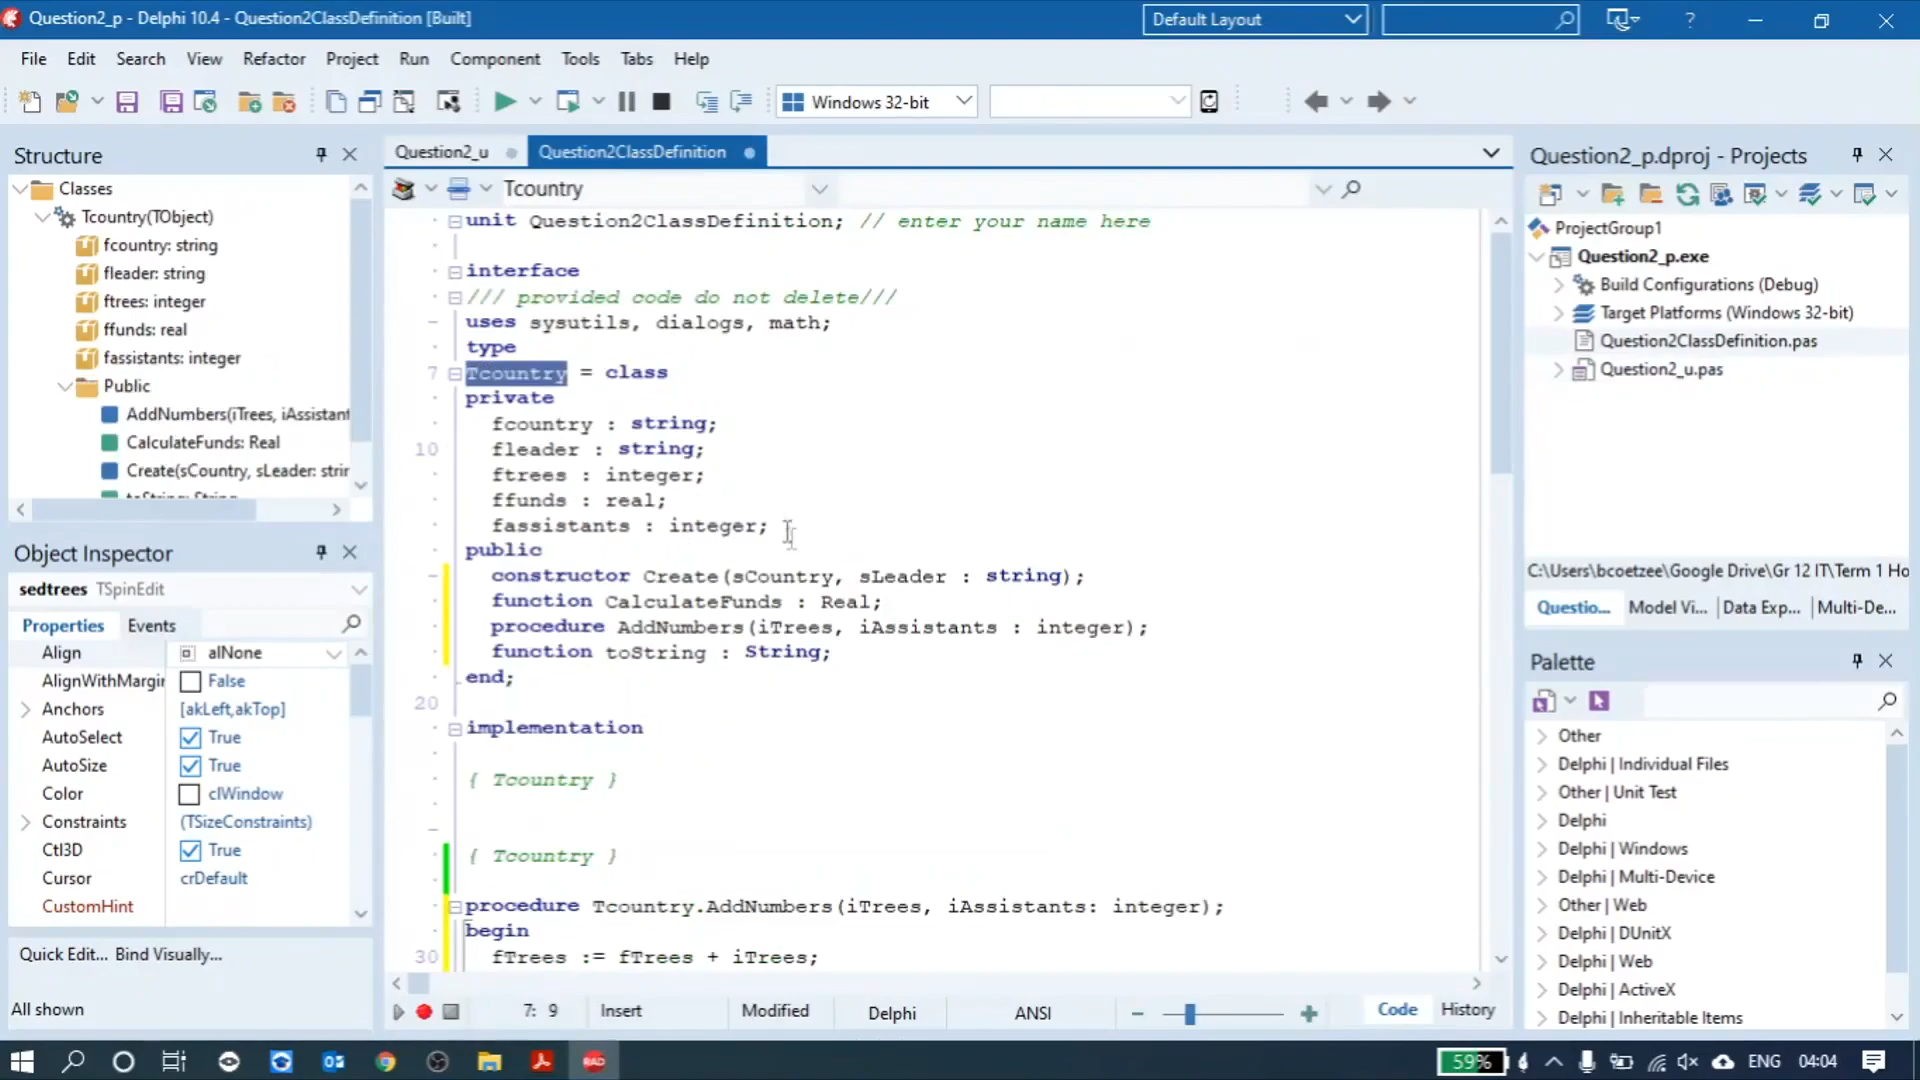 Question2_p - Delphi 10.4 - Question2ClassDefinition [Built]
Default Layout
?
File Edit Search View Refactor Project Run Component Tools Tabs Help
Windows 32-bit
Structure
Classes
Tcountry(TObject)
fcountry: string
fleader: string
ftrees: integer
ffunds: real
fassistants: integer
Public
AddNumbers(iTrees, iAssistant
CalculateFunds: Real
Create(sCountry, sLeader: strin
toString: String
Object Inspector
sedtrees TSpinEdit
Properties Events
Align alNone
AlignWithMargin False
Anchors [akLeft,akTop]
AutoSelect True
AutoSize True
Color clWindow
Constraints (TSizeConstraints)
Ctl3D True
Cursor crDefault
CustomHint
Quick Edit... Bind Visually...
All shown
Question2_u Question2ClassDefinition
Tcountry
unit Question2ClassDefinition; // enter your name here
interface
/// provided code do not delete///
uses sysutils, dialogs, math;
type
7 Tcountry = class
private
fcountry : string;
10 fleader : string;
ftrees : integer;
ffunds : real;
fassistants : integer;
public
constructor Create(sCountry, sLeader : string);
function CalculateFunds : Real;
procedure AddNumbers(iTrees, iAssistants : integer);
function toString : String;
end;
20
implementation
{ Tcountry }
{ Tcountry }
procedure Tcountry.AddNumbers(iTrees, iAssistants: integer);
begin
30 fTrees := fTrees + iTrees;
7: 9 Insert Modified Delphi ANSI Code History
Question2_p.dproj - Projects
ProjectGroup1
Question2_p.exe
Build Configurations (Debug)
Target Platforms (Windows 32-bit)
Question2ClassDefinition.pas
Question2_u.pas
C:\Users\bcoetzee\Google Drive\Gr 12 IT\Term 1 Ho
Questio... Model Vi... Data Exp... Multi-De...
Palette
Other
Delphi | Individual Files
Other | Unit Test
Delphi
Delphi | Windows
Delphi | Multi-Device
Other | Web
Delphi | DUnitX
Delphi | Web
Delphi | ActiveX
Delphi | Inheritable Items
RAD
59% ENG 04:04